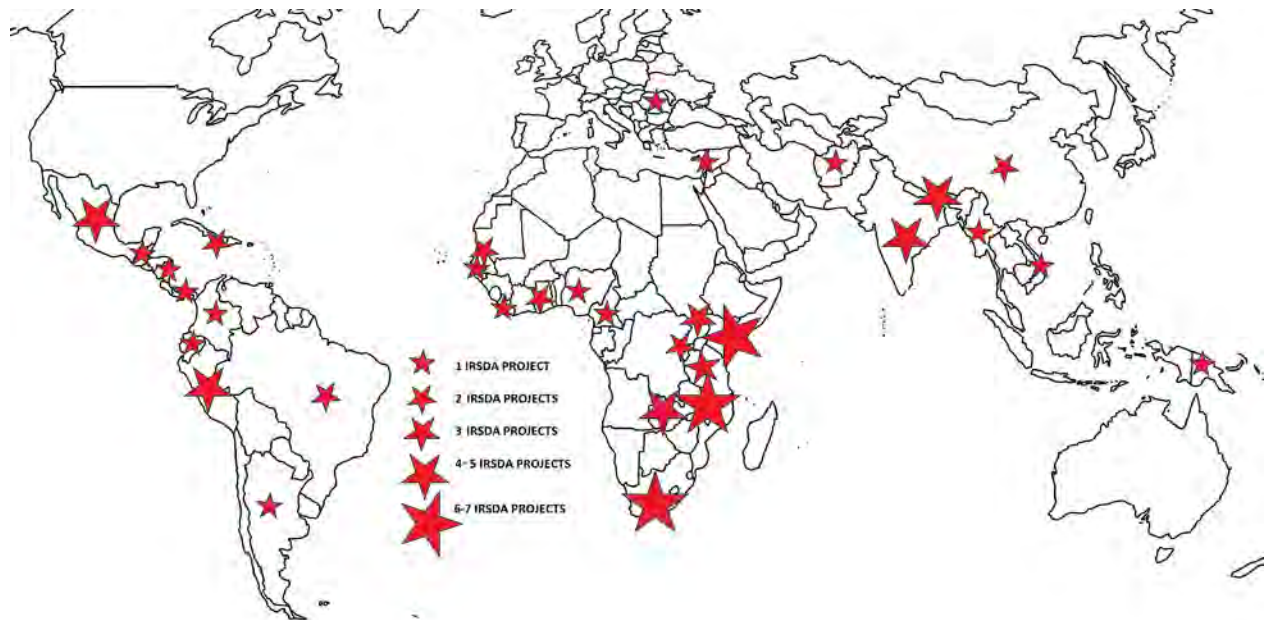 1 IRSDA PROJECT
2 IRSDA PROJECTS
3 IRSDA PROJECTS
4-5 IRSDA PROJECTS
6-7 IRSDA PROJECTS